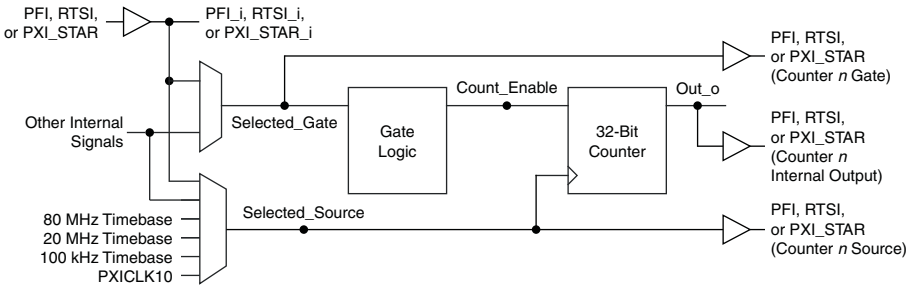 PFI, RTSI,
or PXI_STAR
PFI_i, RTSI_i,
or PXI_STAR_i
PFI, RTSI,
or PXI_STAR
(Counter n Gate)
Count_Enable
Out_o
Other Internal
Signals
Selected_Gate
Gate
Logic
32-Bit
Counter
PFI, RTSI,
or PXI_STAR
(Counter n
Internal Output)
Selected_Source
80 MHz Timebase
20 MHz Timebase
100 kHz Timebase
PXICLK10
PFI, RTSI,
or PXI_STAR
(Counter n Source)